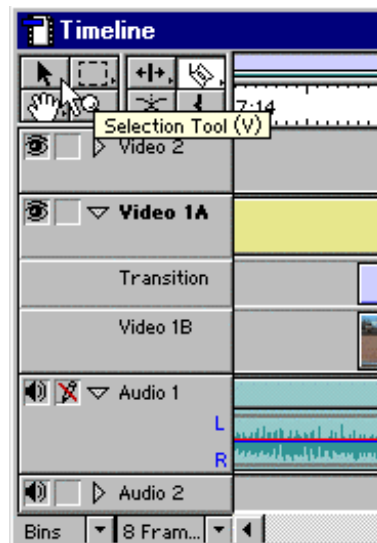 Timeline
7:14
Selection Tool (V)
Video 2
Video 1A
Transition
Video 1B
Audio 1
L
R
Audio 2
Bins
8 Fram...